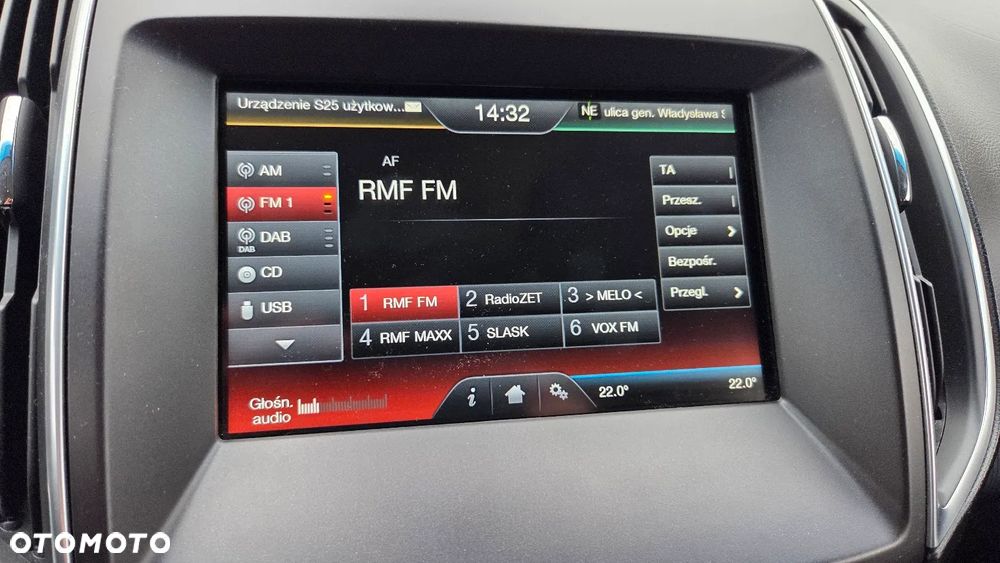 Urządzenie S25 użytkow...
14:32
NE ulica gen. Władysława
AM
FM 1
DAB
DAB
CD
USB
AF
RMF FM
1 RMF FM
2 RadioZET
3 > MELO <
4 RMF MAXX
5 SLASK
6 VOX FM
TA
Przesz.
Opcje
Bezpośr.
Przegl.
Głośn.
audio
i
22.0°
22.0°
OTOMOTO